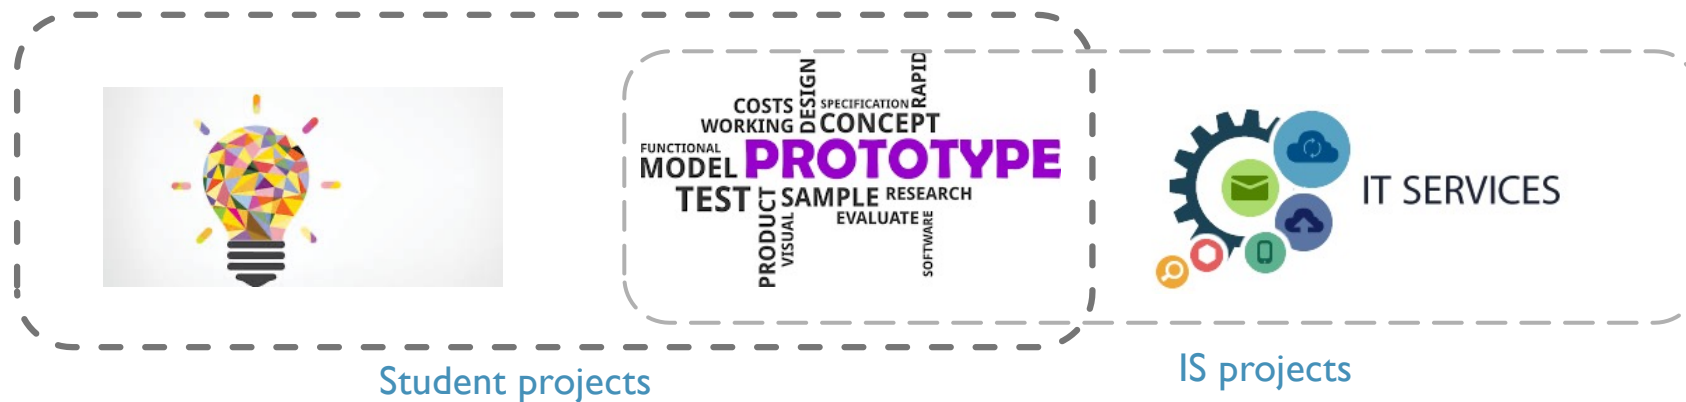 DESIGN
RAPID
COSTS
SPECIFICATION
WORKING
CONCEPT
FUNCTIONAL
MODEL
PROTOTYPE
TEST
SAMPLE
RESEARCH
PRODUCT
VISUAL
EVALUATE
SOFTWARE
IT SERVICES
Student projects
IS projects